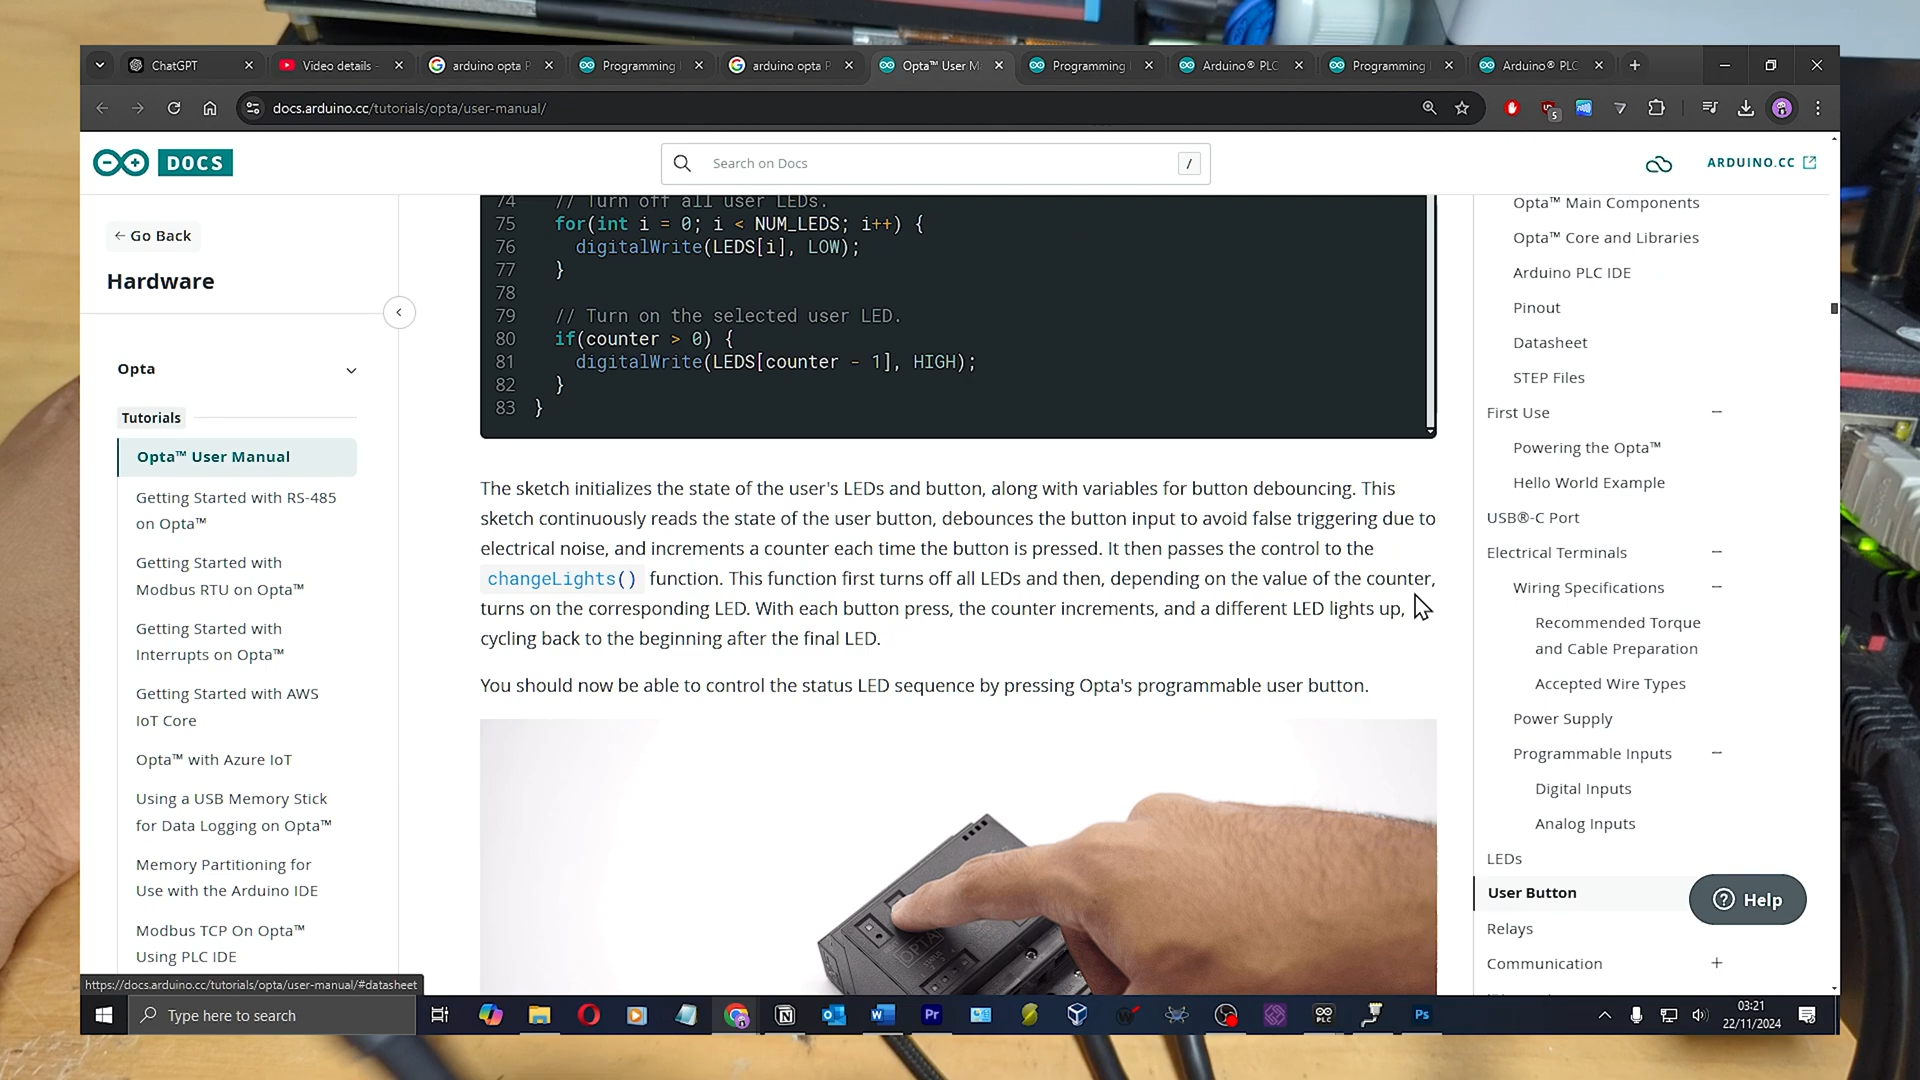 ChatGPT
Video details -
arduino opta P
Programming
arduino opta P
Opta™ User M
Programming
Arduino® PLC
Programming
Arduino® PLC
docs.arduino.cc/tutorials/opta/user-manual/
5
DOCS
Search on Docs
/
ARDUINO.CC
← Go Back
Hardware
Opta
Tutorials
Opta™ User Manual
Getting Started with RS-485
on Opta™
Getting Started with
Modbus RTU on Opta™
Getting Started with
Interrupts on Opta™
Getting Started with AWS
IoT Core
Opta™ with Azure IoT
Using a USB Memory Stick
for Data Logging on Opta™
Memory Partitioning for
Use with the Arduino IDE
Modbus TCP On Opta™
Using PLC IDE
74 // Turn off all user LEDs.
75 for(int i = 0; i < NUM_LEDS; i++) {
76 digitalWrite(LEDS[i], LOW);
77 }
78
79 // Turn on the selected user LED.
80 if(counter > 0) {
81 digitalWrite(LEDS[counter - 1], HIGH);
82 }
83 }
The sketch initializes the state of the user's LEDs and button, along with variables for button debouncing. This
sketch continuously reads the state of the user button, debounces the button input to avoid false triggering due to
electrical noise, and increments a counter each time the button is pressed. It then passes the control to the
changeLights() function. This function first turns off all LEDs and then, depending on the value of the counter,
turns on the corresponding LED. With each button press, the counter increments, and a different LED lights up,
cycling back to the beginning after the final LED.
You should now be able to control the status LED sequence by pressing Opta's programmable user button.
OPTA
Opta™ Main Components
Opta™ Core and Libraries
Arduino PLC IDE
Pinout
Datasheet
STEP Files
First Use
Powering the Opta™
Hello World Example
USB®-C Port
Electrical Terminals
Wiring Specifications
Recommended Torque
and Cable Preparation
Accepted Wire Types
Power Supply
Programmable Inputs
Digital Inputs
Analog Inputs
LEDs
User Button
Relays
Communication
Help
https://docs.arduino.cc/tutorials/opta/user-manual/#datasheet
Type here to search
Pr
PLC
Ps
03:21
22/11/2024